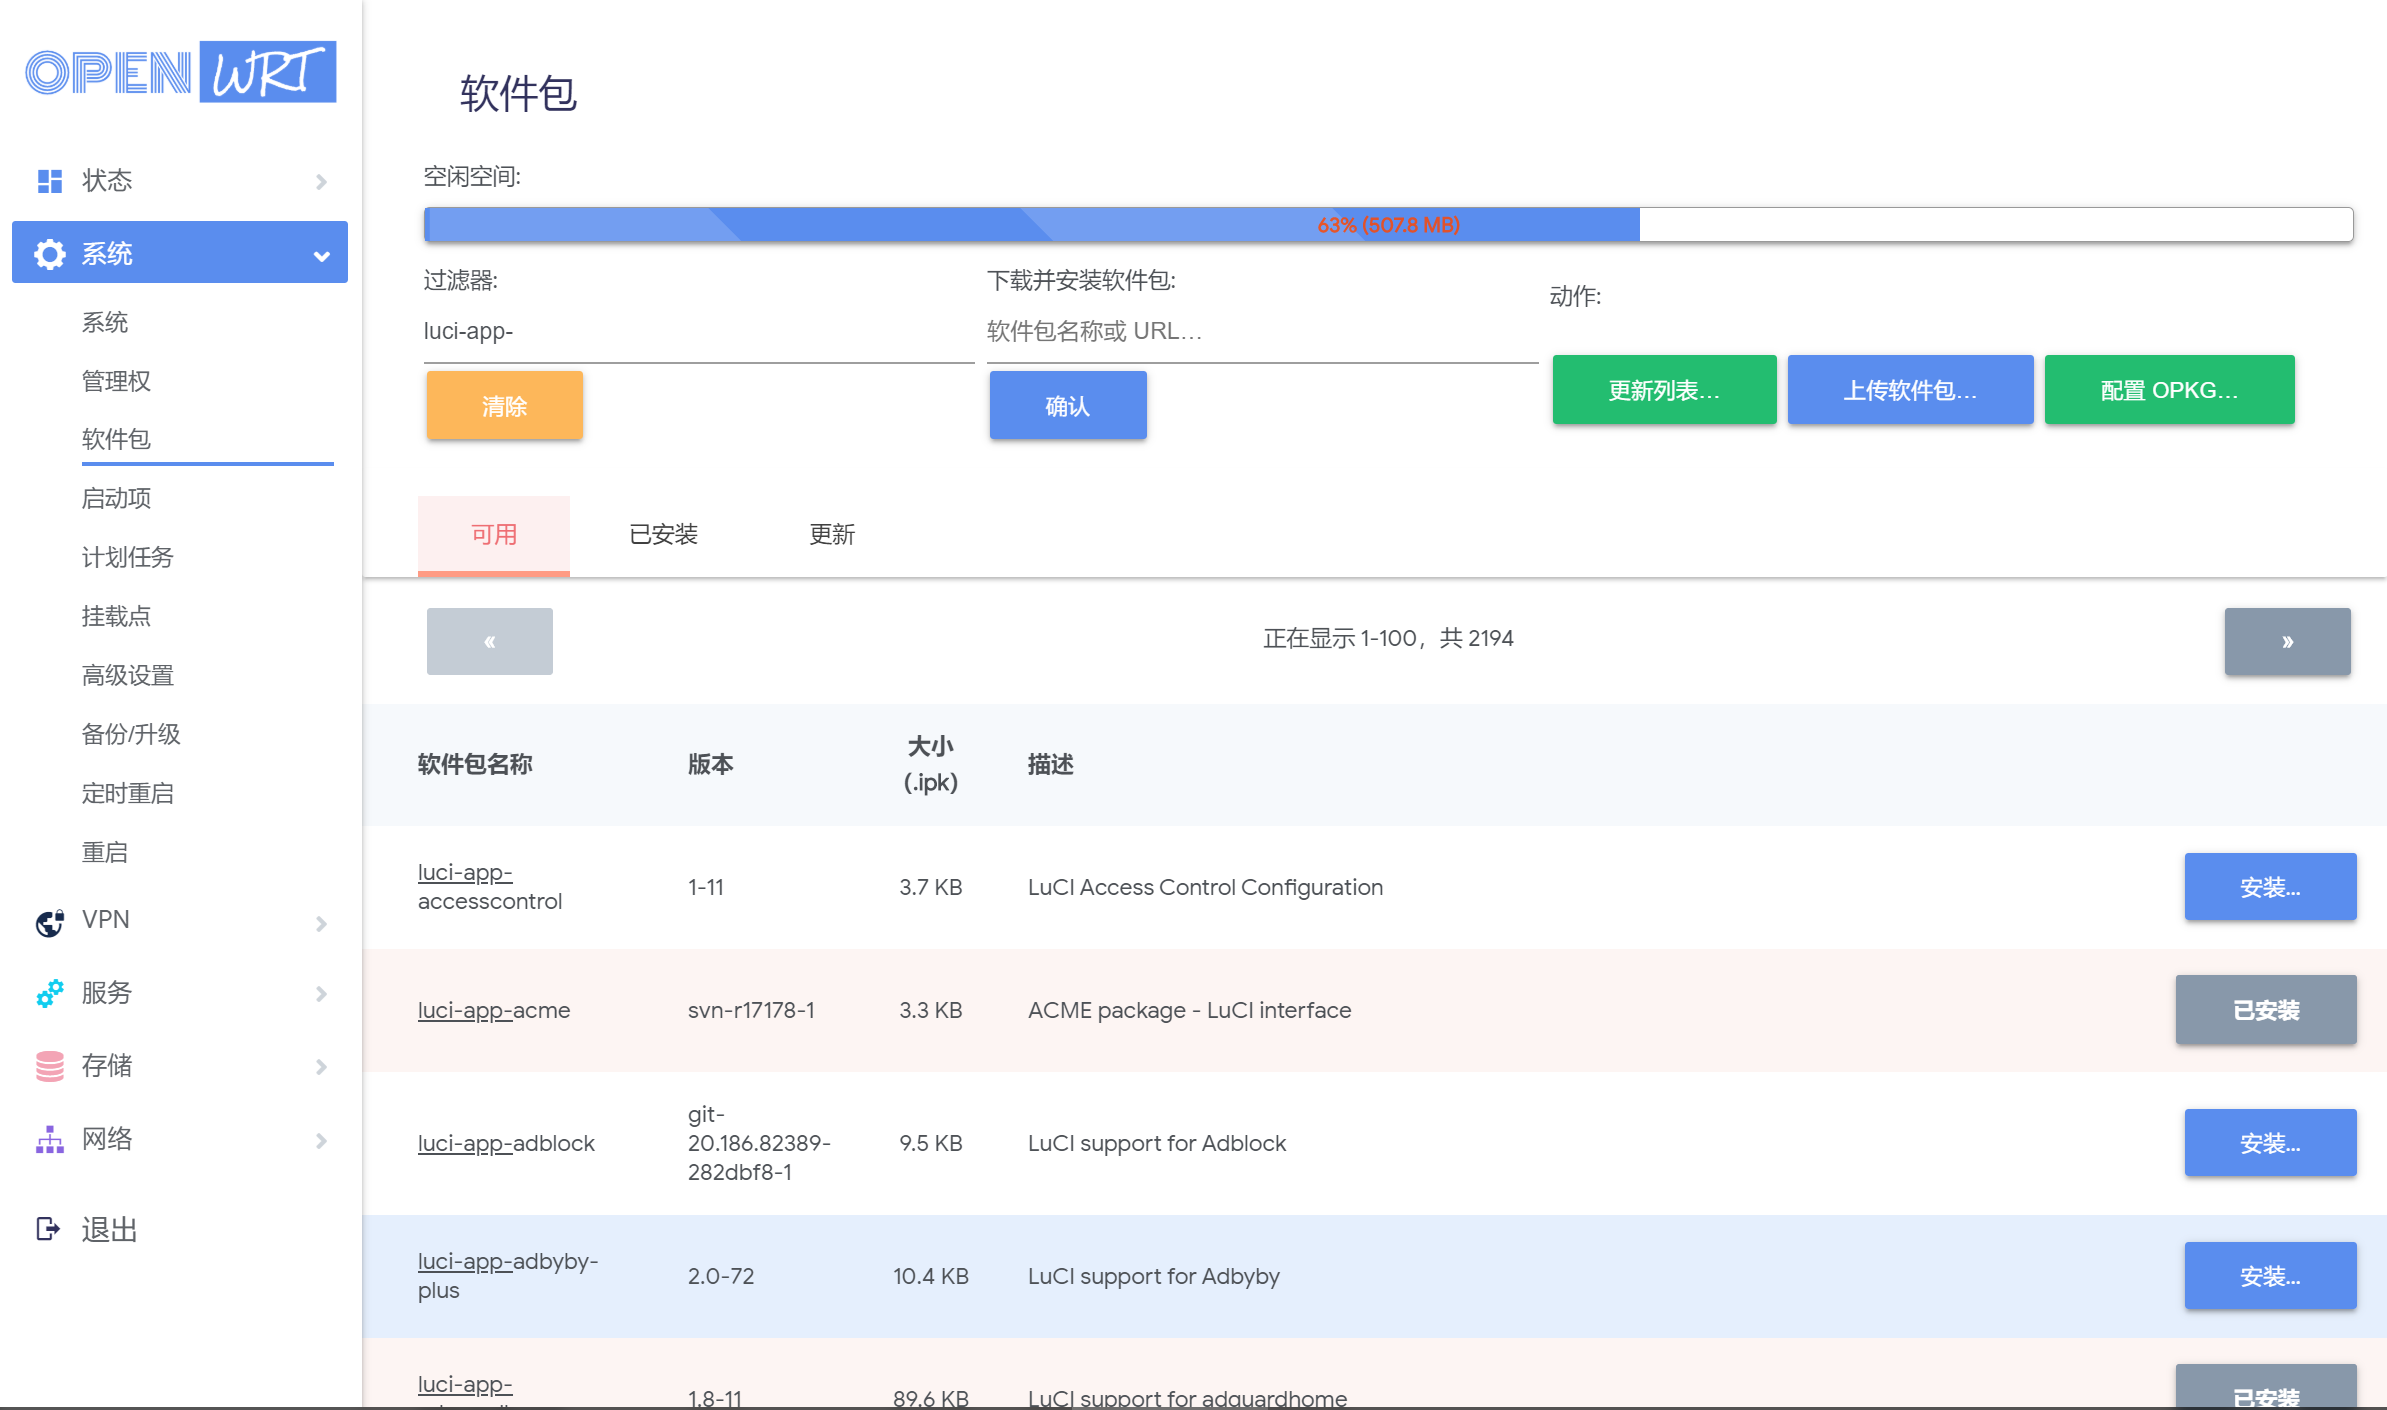 OPENWRT
状态
系统
系统
管理权
软件包
启动项
计划任务
挂载点
高级设置
备份/升级
定时重启
重启
VPN
服务
存储
网络
退出
软件包
空闲空间:
63% (507.8 MB)
过滤器:
luci-app-
清除
下载并安装软件包:
软件包名称或 URL…
确认
动作:
更新列表…
上传软件包…
配置 OPKG…
可用
已安装
更新
«
正在显示 1-100，共 2194
»
软件包名称
版本
大小
(.ipk)
描述
luci-app-
accesscontrol
1-11
3.7 KB
LuCI Access Control Configuration
安装...
luci-app-acme
svn-r17178-1
3.3 KB
ACME package - LuCI interface
已安装
luci-app-adblock
git-
20.186.82389-
282dbf8-1
9.5 KB
LuCI support for Adblock
安装...
luci-app-adbyby-
plus
2.0-72
10.4 KB
LuCI support for Adbyby
安装...
luci-app-
1.8-11
89.6 KB
LuCI support for adguardhome
已安装